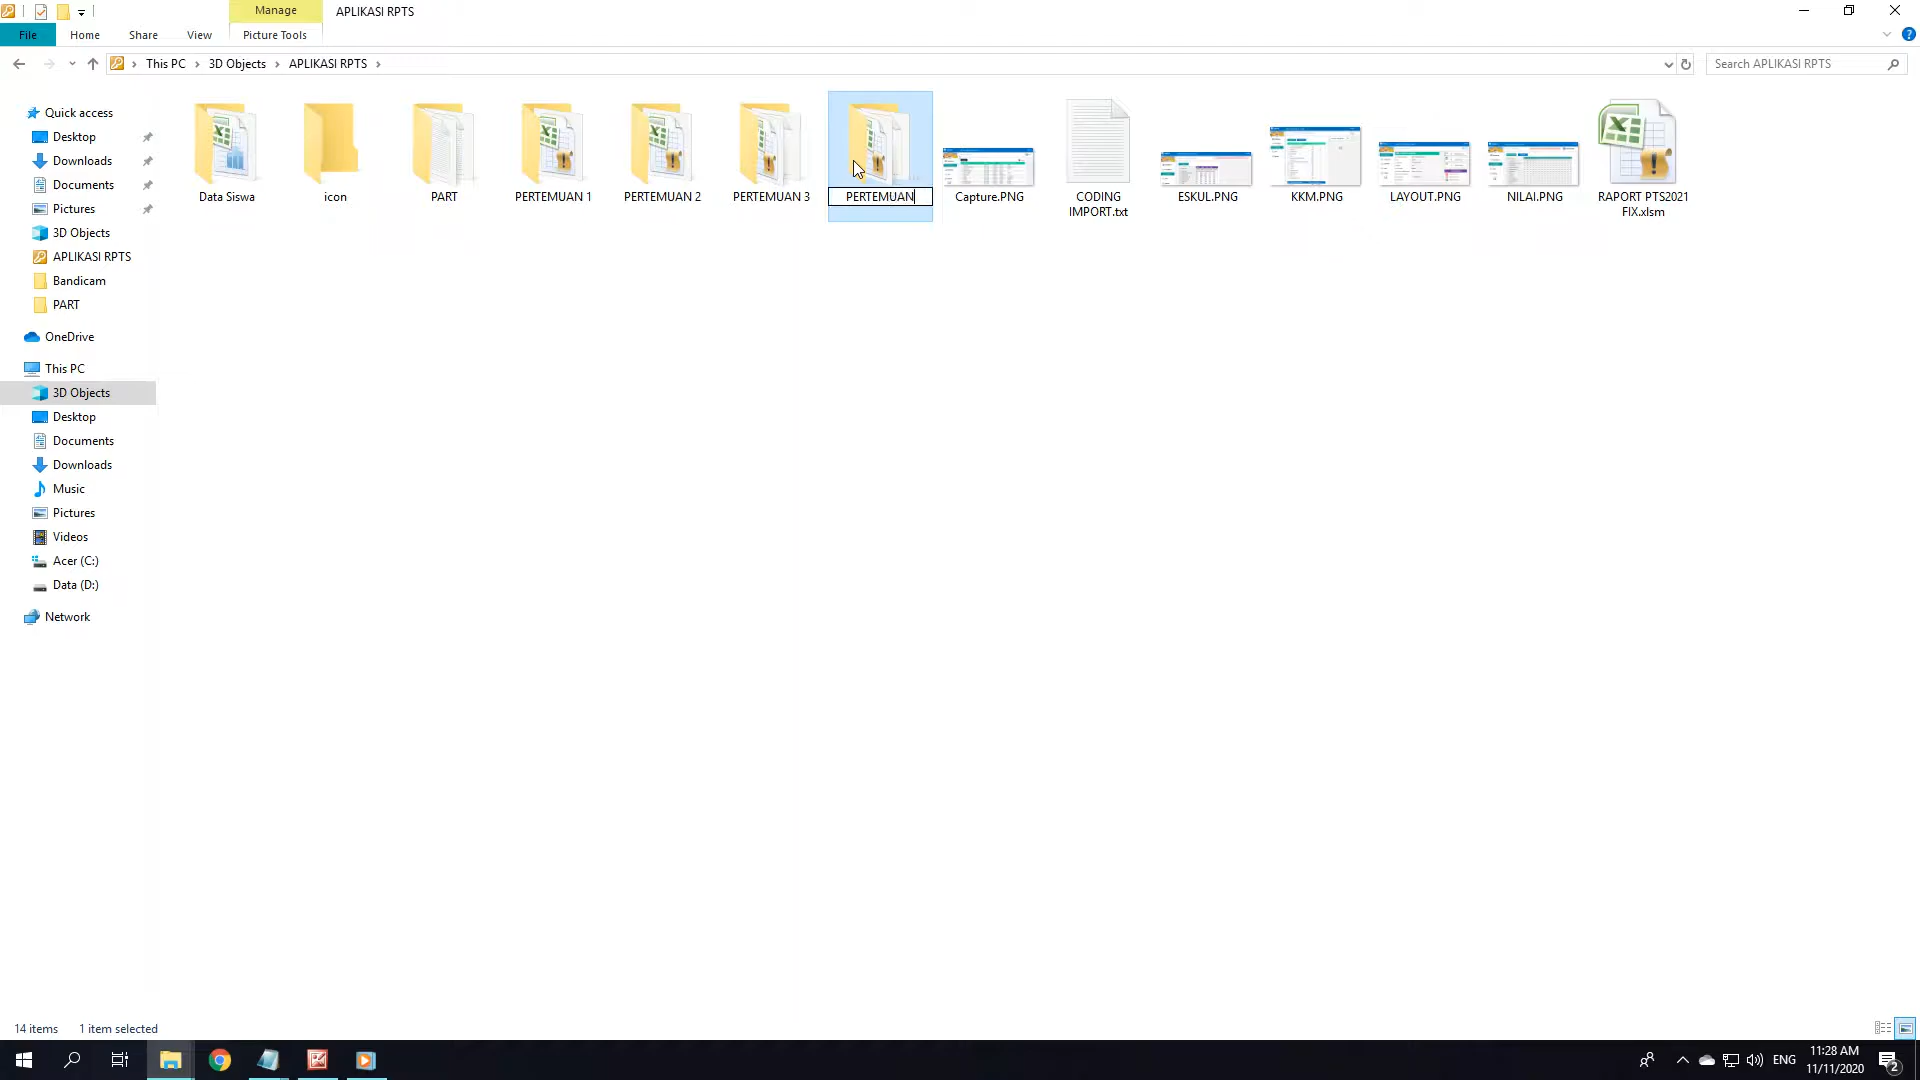 Manage
APLIKASI RPTS
File
Home
Share
View
Picture Tools
This PC
3D Objects
APLIKASI RPTS
Search APLIKASI RPTS
Quick access
Desktop
Downloads
Documents
Pictures
3D Objects
APLIKASI RPTS
Bandicam
PART
OneDrive
This PC
3D Objects
Desktop
Documents
Downloads
Music
Pictures
Videos
Acer (C:)
Data (D:)
Network
Data Siswa
icon
PART
PERTEMUAN 1
PERTEMUAN 2
PERTEMUAN 3
PERTEMUAN
Capture.PNG
CODING
IMPORT.txt
ESKUL.PNG
KKM.PNG
LAYOUT.PNG
NILAI.PNG
RAPORT PTS2021
FIX.xlsm
14 items
1 item selected
ENG
11:28 AM
11/11/2020
2